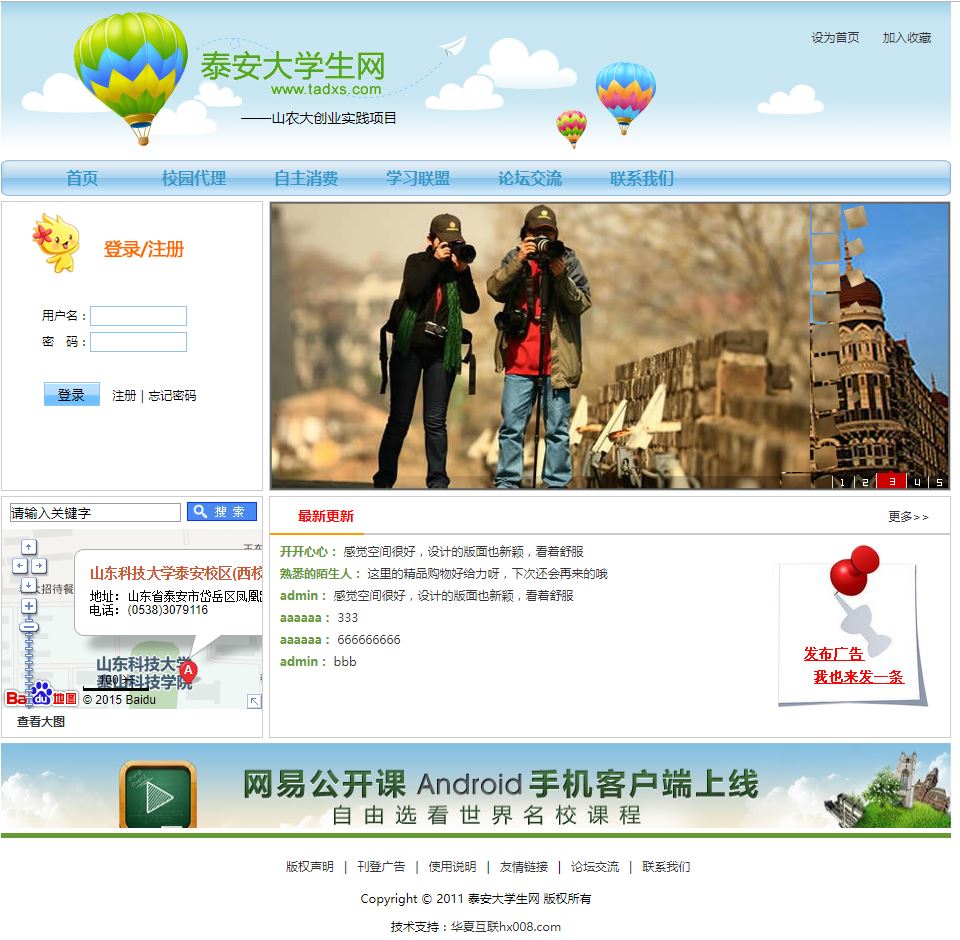 设为首页 加入收藏
泰安大学生网
www.tadxs.com
——山农大创业实践项目
首页 校园代理 自主消费 学习联盟 论坛交流 联系我们
登录/注册
用户名：
密 码：
登录 注册 | 忘记密码
1 2 3 4 5
请输入关键字 搜 索
山东科技大学泰安校区(西校
地址： 山东省泰安市岱岳区凤凰
电话： (0538)3079116
招待餐
山东科技大学
泰山科技学院
A
100
Bai du 地图 © 2015 Baidu
查看大图
最新更新 更多>>
开开心心： 感觉空间很好，设计的版面也新颖，看着舒服
熟悉的陌生人： 这里的精品购物好给力呀，下次还会再来的哦
admin： 感觉空间很好，设计的版面也新颖，看着舒服
aaaaaa： 333
aaaaaa： 666666666
admin： bbb
发布广告
我也来发一条
网易公开课 Android 手机客户端上线
自由选看世界名校课程
版权声明 | 刊登广告 | 使用说明 | 友情链接 | 论坛交流 | 联系我们
Copyright © 2011 泰安大学生网 版权所有
技术支持：华夏互联hx008.com